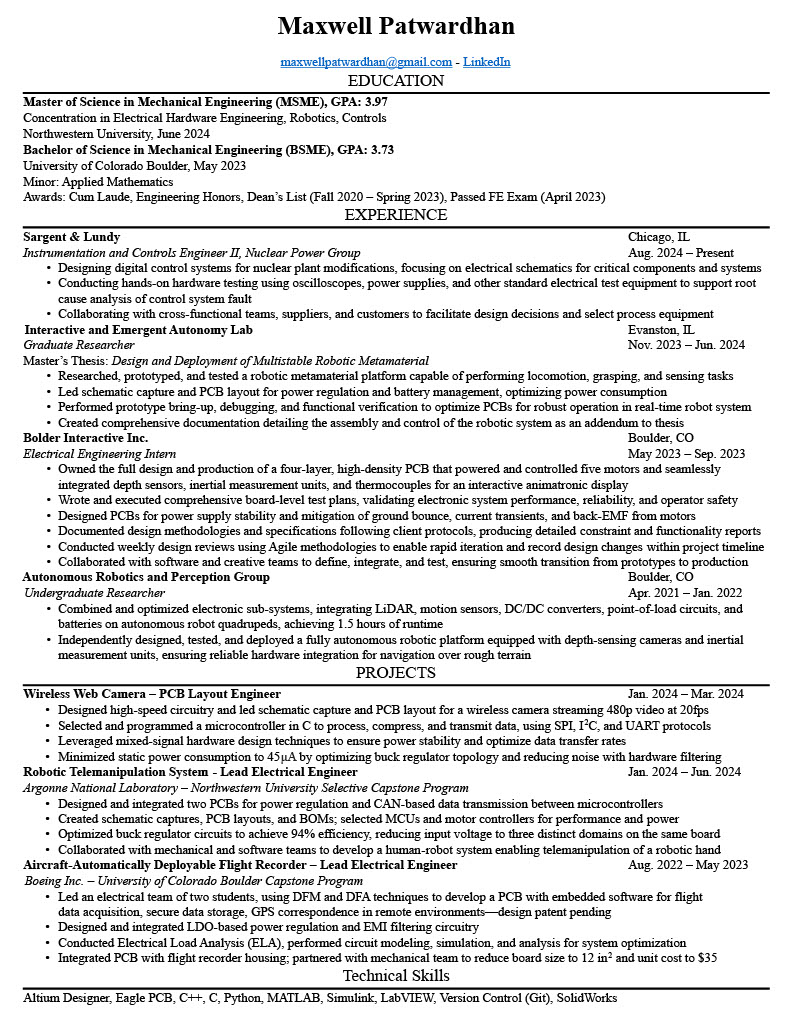 Maxwell Patwardhan
maxwellpatwardhan@gmail.com - LinkedIn
EDUCATION
Master of Science in Mechanical Engineering (MSME), GPA: 3.97
Concentration in Electrical Hardware Engineering, Robotics, Controls
Northwestern University, June 2024
Bachelor of Science in Mechanical Engineering (BSME), GPA: 3.73
University of Colorado Boulder, May 2023
Minor: Applied Mathematics
Awards: Cum Laude, Engineering Honors, Dean's List (Fall 2020 – Spring 2023), Passed FE Exam (April 2023)
EXPERIENCE
Sargent & Lundy Chicago, IL
Instrumentation and Controls Engineer II, Nuclear Power Group Aug. 2024 – Present
• Designing digital control systems for nuclear plant modifications, focusing on electrical schematics for critical components and systems
• Conducting hands-on hardware testing using oscilloscopes, power supplies, and other standard electrical test equipment to support root
cause analysis of control system fault
• Collaborating with cross-functional teams, suppliers, and customers to facilitate design decisions and select process equipment
Interactive and Emergent Autonomy Lab Evanston, IL
Graduate Researcher Nov. 2023 – Jun. 2024
Master's Thesis: Design and Deployment of Multistable Robotic Metamaterial
• Researched, prototyped, and tested a robotic metamaterial platform capable of performing locomotion, grasping, and sensing tasks
• Led schematic capture and PCB layout for power regulation and battery management, optimizing power consumption
• Performed prototype bring-up, debugging, and functional verification to optimize PCBs for robust operation in real-time robot system
• Created comprehensive documentation detailing the assembly and control of the robotic system as an addendum to thesis
Bolder Interactive Inc. Boulder, CO
Electrical Engineering Intern May 2023 – Sep. 2023
• Owned the full design and production of a four-layer, high-density PCB that powered and controlled five motors and seamlessly
integrated depth sensors, inertial measurement units, and thermocouples for an interactive animatronic display
• Wrote and executed comprehensive board-level test plans, validating electronic system performance, reliability, and operator safety
• Designed PCBs for power supply stability and mitigation of ground bounce, current transients, and back-EMF from motors
• Documented design methodologies and specifications following client protocols, producing detailed constraint and functionality reports
• Conducted weekly design reviews using Agile methodologies to enable rapid iteration and record design changes within project timeline
• Collaborated with software and creative teams to define, integrate, and test, ensuring smooth transition from prototypes to production
Autonomous Robotics and Perception Group Boulder, CO
Undergraduate Researcher Apr. 2021 – Jan. 2022
• Combined and optimized electronic sub-systems, integrating LiDAR, motion sensors, DC/DC converters, point-of-load circuits, and
batteries on autonomous robot quadrupeds, achieving 1.5 hours of runtime
• Independently designed, tested, and deployed a fully autonomous robotic platform equipped with depth-sensing cameras and inertial
measurement units, ensuring reliable hardware integration for navigation over rough terrain
PROJECTS
Wireless Web Camera – PCB Layout Engineer Jan. 2024 – Mar. 2024
• Designed high-speed circuitry and led schematic capture and PCB layout for a wireless camera streaming 480p video at 20fps
• Selected and programmed a microcontroller in C to process, compress, and transmit data, using SPI, I²C, and UART protocols
• Leveraged mixed-signal hardware design techniques to ensure power stability and optimize data transfer rates
• Minimized static power consumption to 45µA by optimizing buck regulator topology and reducing noise with hardware filtering
Robotic Telemanipulation System - Lead Electrical Engineer Jan. 2024 – Jun. 2024
Argonne National Laboratory – Northwestern University Selective Capstone Program
• Designed and integrated two PCBs for power regulation and CAN-based data transmission between microcontrollers
• Created schematic captures, PCB layouts, and BOMs; selected MCUs and motor controllers for performance and power
• Optimized buck regulator circuits to achieve 94% efficiency, reducing input voltage to three distinct domains on the same board
• Collaborated with mechanical and software teams to develop a human-robot system enabling telemanipulation of a robotic hand
Aircraft-Automatically Deployable Flight Recorder – Lead Electrical Engineer Aug. 2022 – May 2023
Boeing Inc. – University of Colorado Boulder Capstone Program
• Led an electrical team of two students, using DFM and DFA techniques to develop a PCB with embedded software for flight
data acquisition, secure data storage, GPS correspondence in remote environments—design patent pending
• Designed and integrated LDO-based power regulation and EMI filtering circuitry
• Conducted Electrical Load Analysis (ELA), performed circuit modeling, simulation, and analysis for system optimization
• Integrated PCB with flight recorder housing; partnered with mechanical team to reduce board size to 12 in² and unit cost to $35
Technical Skills
Altium Designer, Eagle PCB, C++, C, Python, MATLAB, Simulink, LabVIEW, Version Control (Git), SolidWorks